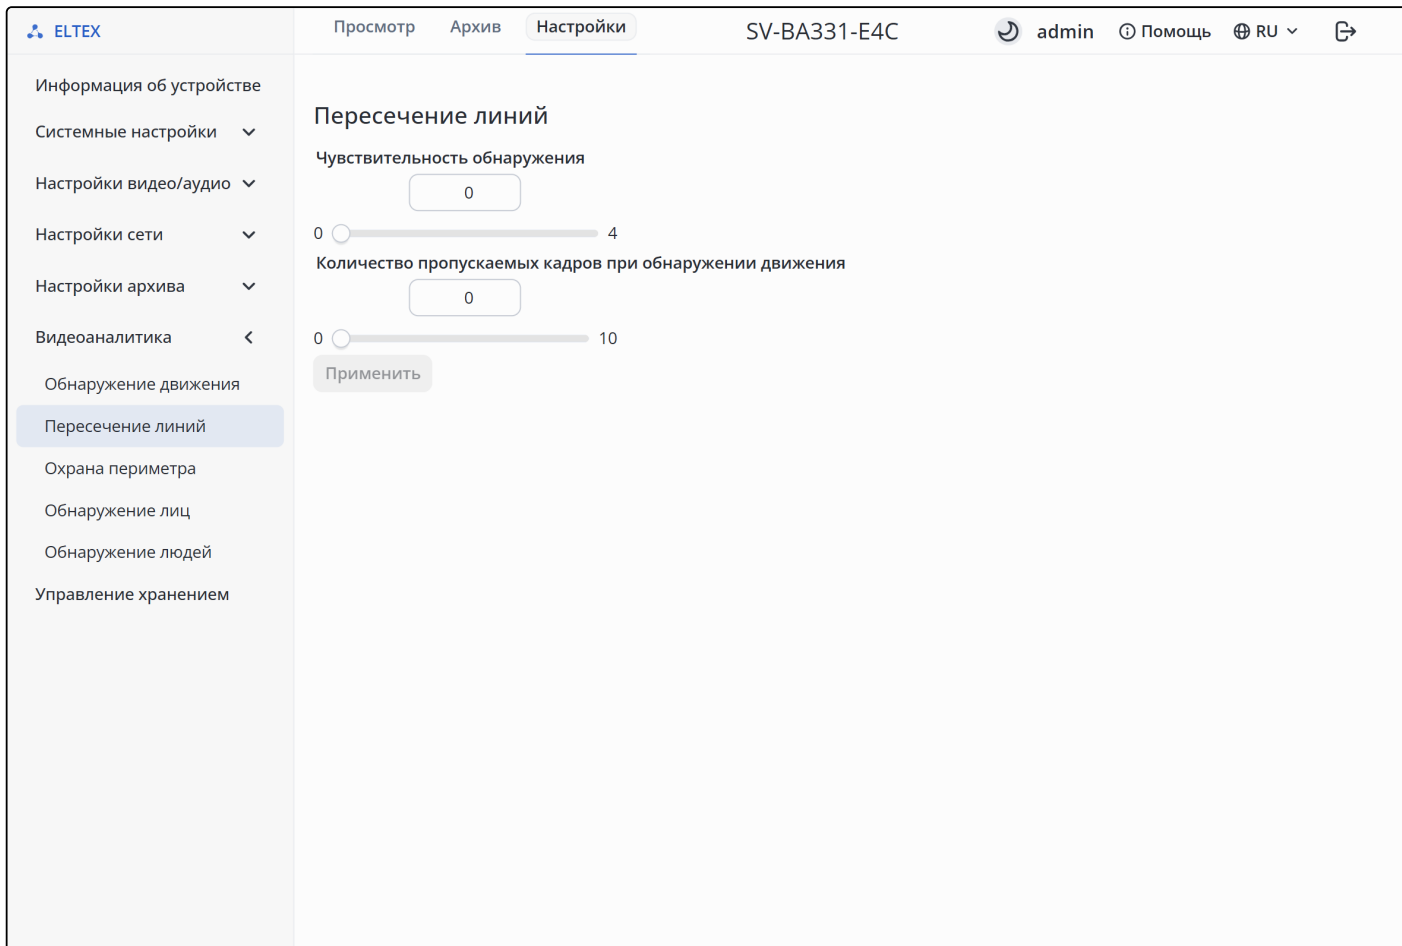 ELTEX
Просмотр Архив Настройки SV-BA331-E4C admin Помощь RU
Информация об устройстве
Системные настройки
Настройки видео/аудио
Настройки сети
Настройки архива
Видеоаналитика
Обнаружение движения
Пересечение линий
Охрана периметра
Обнаружение лиц
Обнаружение людей
Управление хранением
Пересечение линий
Чувствительность обнаружения
0
0 4
Количество пропускаемых кадров при обнаружении движения
0
0 10
Применить